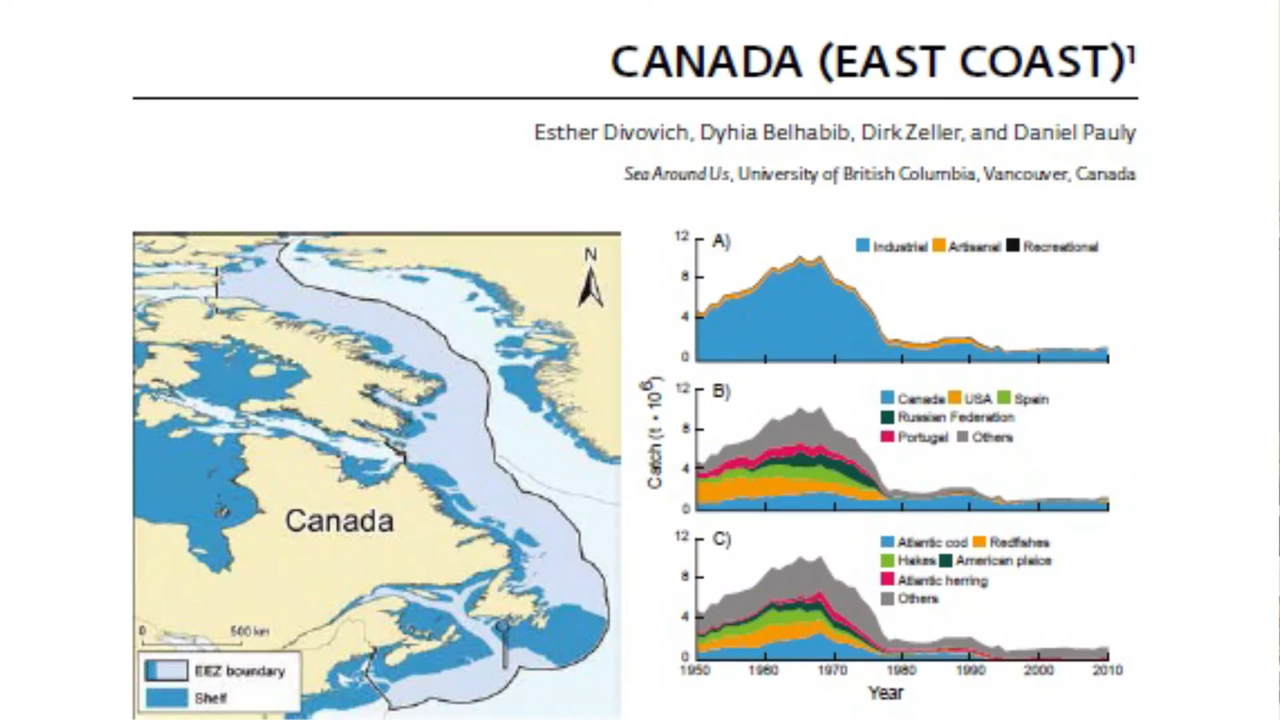 CANADA (EAST COAST)¹
Esther Divovich, Dyhia Belhabib, Dirk Zeller, and Daniel Pauly
Sea Around Us, University of British Columbia, Vancouver, Canada
N
Canada
0 500 km
EEZ boundary
Shelf
Catch (t • 10⁶)
12 A) Industrial Artisanal Recreational
8
4
0
12 B) Canada USA Spain
Russian Federation
8 Portugal Others
4
0
12 C) Atlantic cod Redfishes
Hakes American plaice
8 Atlantic herring
Others
4
0
1950 1960 1970 1980 1990 2000 2010
Year